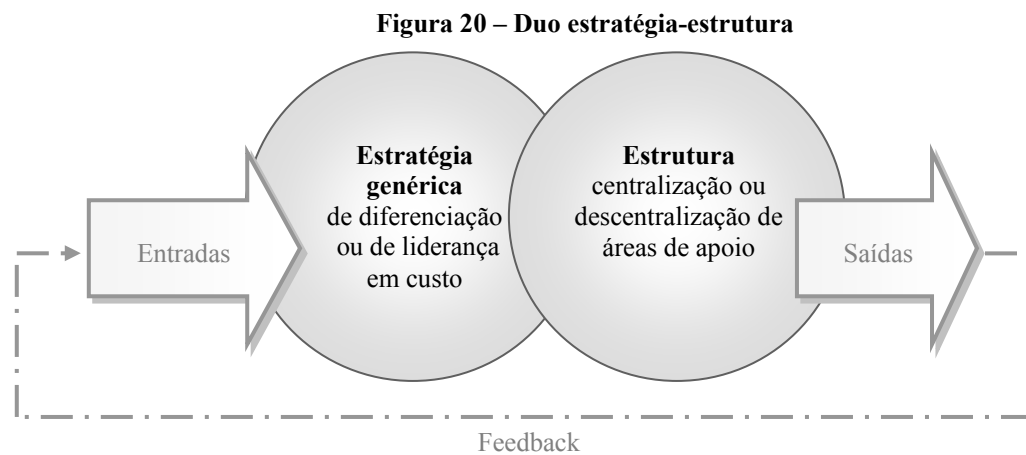 Figura 20 – Duo estratégia-estrutura
Estratégia
genérica
de diferenciação
ou de liderança
em custo
Estrutura
centralização ou
descentralização de
áreas de apoio
Entradas
Saídas
Feedback